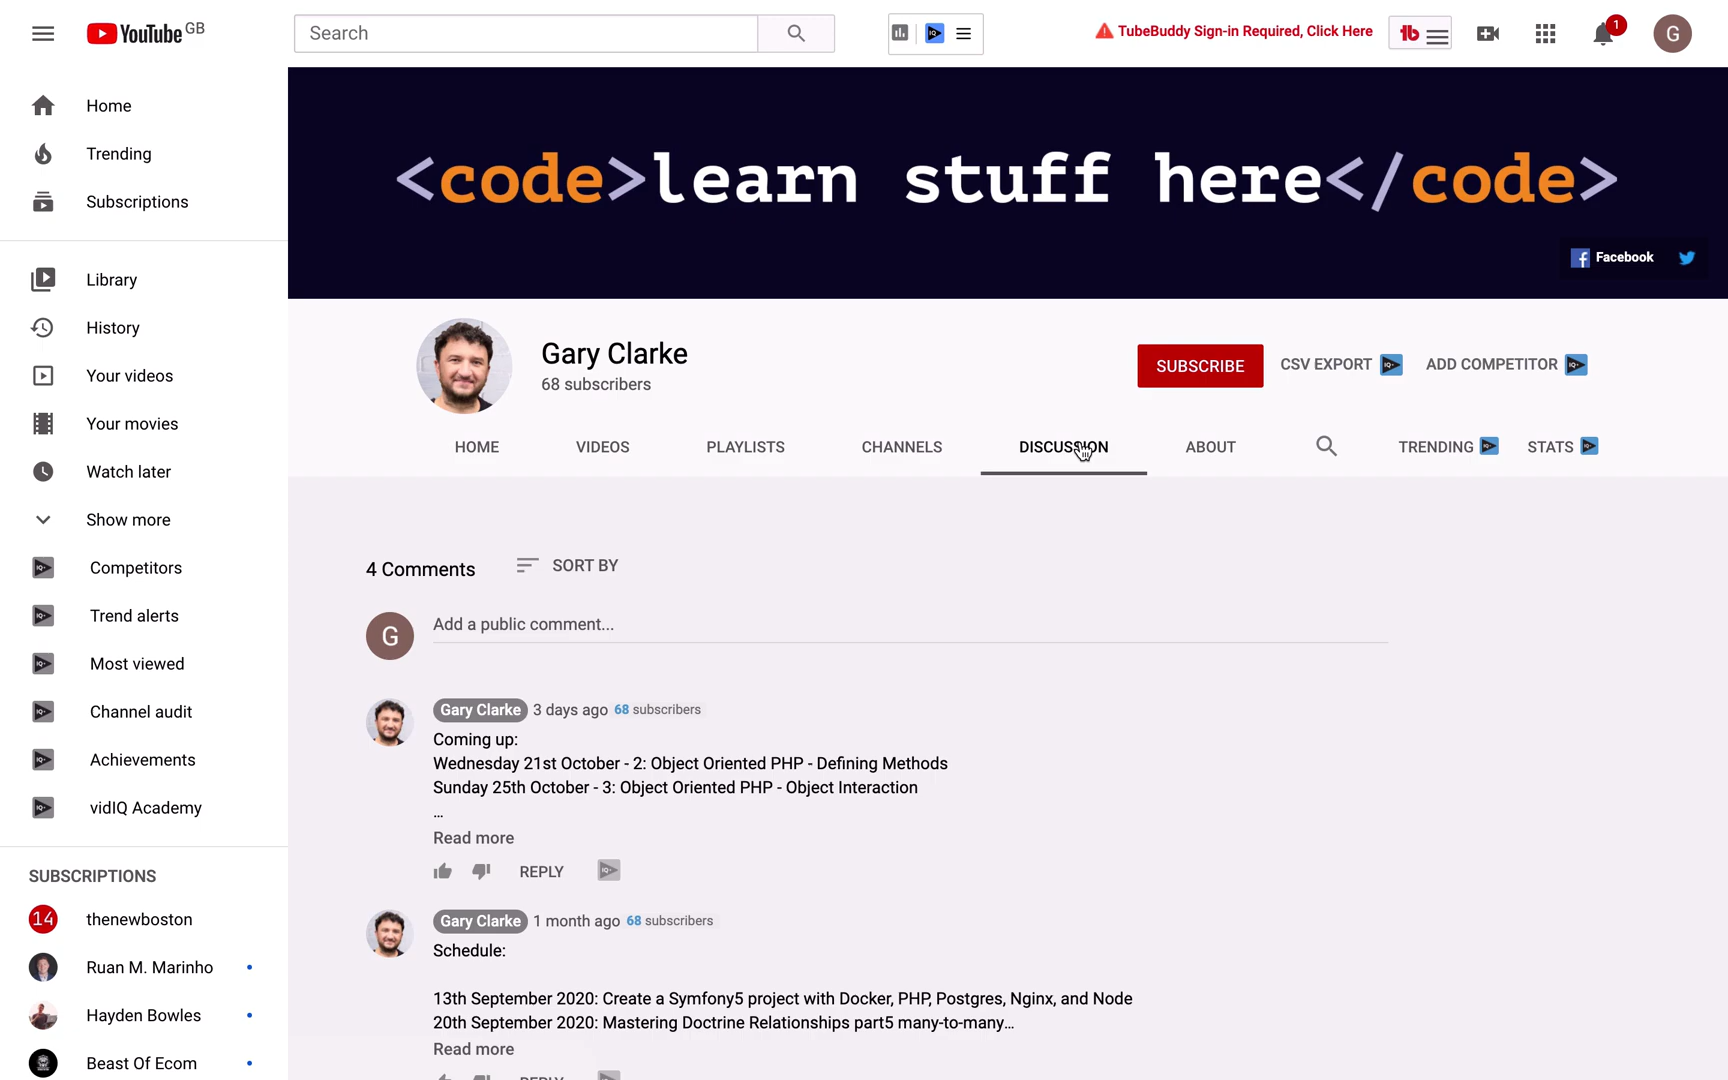 YouTube GB
Search
TubeBuddy Sign-in Required, Click Here
tb
1
G
Home
Trending
Subscriptions
Library
History
Your videos
Your movies
Watch later
Show more
Competitors
Trend alerts
Most viewed
Channel audit
Achievements
vidIQ Academy
SUBSCRIPTIONS
14 thenewboston
Ruan M. Marinho
Hayden Bowles
Beast Of Ecom
<code>learn stuff here</code>
Facebook
Gary Clarke
68 subscribers
SUBSCRIBE
CSV EXPORT
ADD COMPETITOR
HOME VIDEOS PLAYLISTS CHANNELS DISCUSSION ABOUT TRENDING STATS
4 Comments SORT BY
G Add a public comment...
Gary Clarke 3 days ago 68 subscribers
Coming up:
Wednesday 21st October - 2: Object Oriented PHP - Defining Methods
Sunday 25th October - 3: Object Oriented PHP - Object Interaction
...
Read more
REPLY
Gary Clarke 1 month ago 68 subscribers
Schedule:
13th September 2020: Create a Symfony5 project with Docker, PHP, Postgres, Nginx, and Node
20th September 2020: Mastering Doctrine Relationships part5 many-to-many...
Read more
REPLY